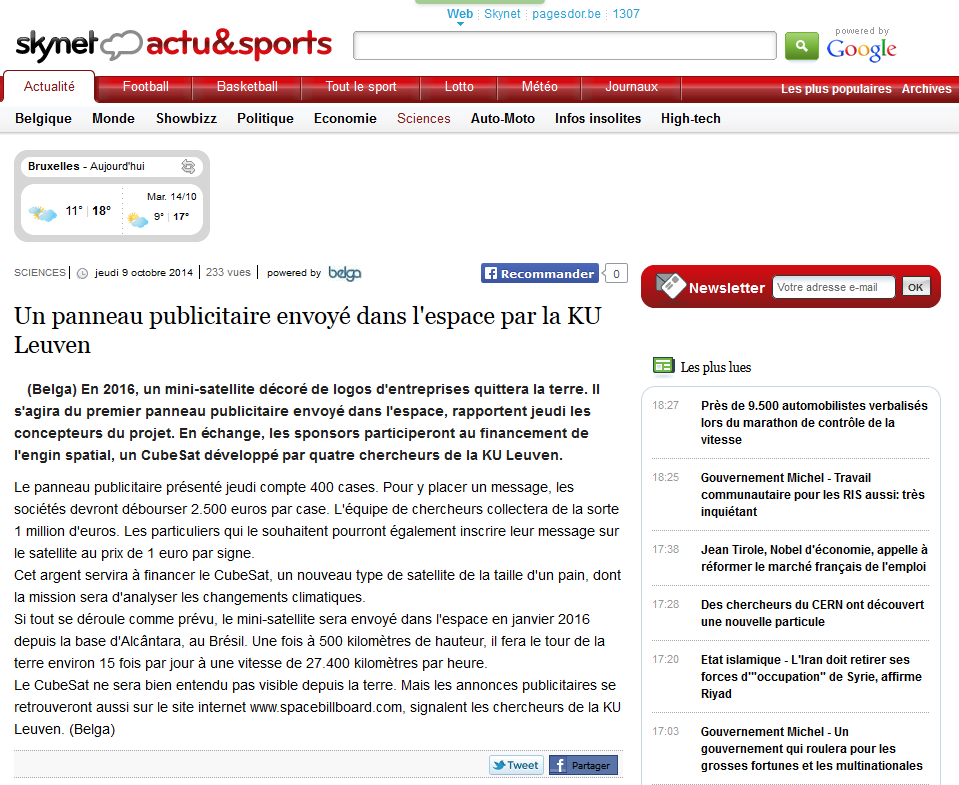 Web Skynet pagesdor.be 1307
skynet actu&sports
powered by
Google
Actualité Football Basketball Tout le sport Lotto Météo Journaux Les plus populaires Archives
Belgique Monde Showbizz Politique Economie Sciences Auto-Moto Infos insolites High-tech
Bruxelles - Aujourd'hui
11° 18°
Mar. 14/10
9° 17°
SCIENCES jeudi 9 octobre 2014 233 vues powered by belga
Recommander 0
Un panneau publicitaire envoyé dans l'espace par la KU
Leuven
(Belga) En 2016, un mini-satellite décoré de logos d'entreprises quittera la terre. Il
s'agira du premier panneau publicitaire envoyé dans l'espace, rapportent jeudi les
concepteurs du projet. En échange, les sponsors participeront au financement de
l'engin spatial, un CubeSat développé par quatre chercheurs de la KU Leuven.
Le panneau publicitaire présenté jeudi compte 400 cases. Pour y placer un message, les
sociétés devront débourser 2.500 euros par case. L'équipe de chercheurs collectera de la sorte
1 million d'euros. Les particuliers qui le souhaitent pourront également inscrire leur message sur
le satellite au prix de 1 euro par signe.
Cet argent servira à financer le CubeSat, un nouveau type de satellite de la taille d'un pain, dont
la mission sera d'analyser les changements climatiques.
Si tout se déroule comme prévu, le mini-satellite sera envoyé dans l'espace en janvier 2016
depuis la base d'Alcântara, au Brésil. Une fois à 500 kilomètres de hauteur, il fera le tour de la
terre environ 15 fois par jour à une vitesse de 27.400 kilomètres par heure.
Le CubeSat ne sera bien entendu pas visible depuis la terre. Mais les annonces publicitaires se
retrouveront aussi sur le site internet www.spacebillboard.com, signalent les chercheurs de la KU
Leuven. (Belga)
Tweet Partager
Newsletter Votre adresse e-mail OK
Les plus lues
18:27 Près de 9.500 automobilistes verbalisés
lors du marathon de contrôle de la
vitesse
18:25 Gouvernement Michel - Travail
communautaire pour les RIS aussi: très
inquiétant
17:38 Jean Tirole, Nobel d'économie, appelle à
réformer le marché français de l'emploi
17:28 Des chercheurs du CERN ont découvert
une nouvelle particule
17:20 Etat islamique - L'Iran doit retirer ses
forces d'"occupation" de Syrie, affirme
Riyad
17:03 Gouvernement Michel - Un
gouvernement qui roulera pour les
grosses fortunes et les multinationales